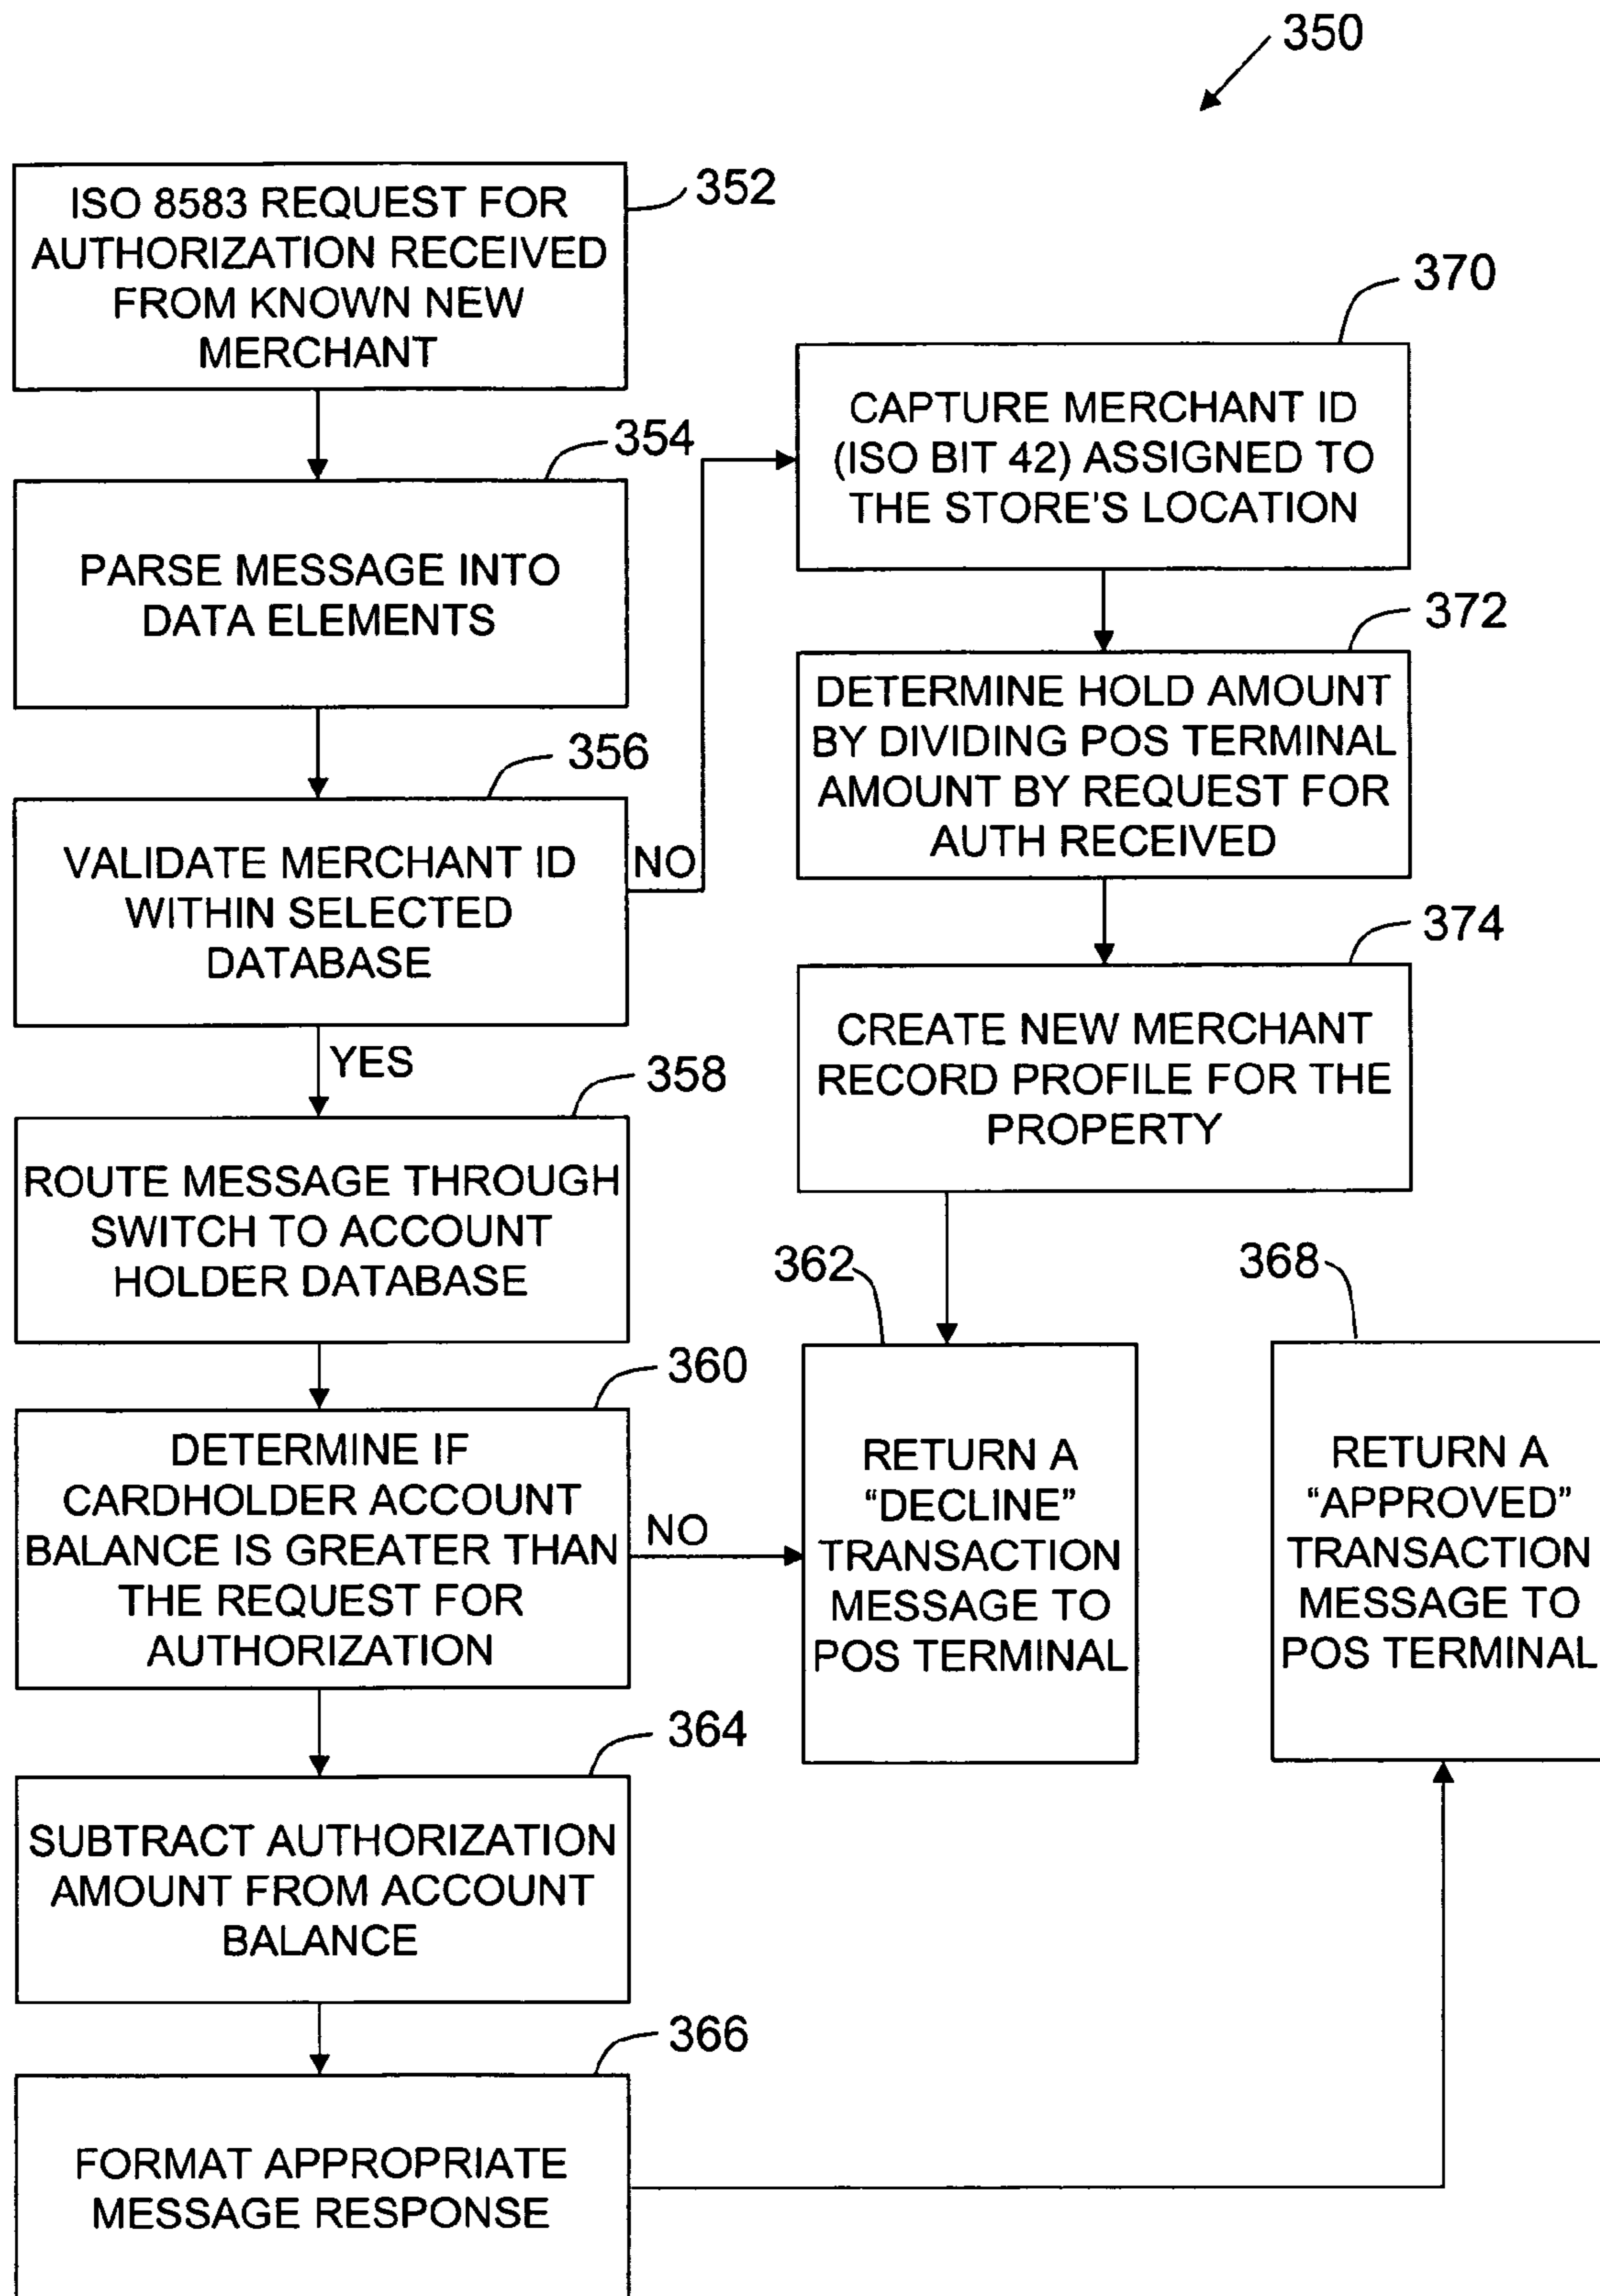 350
352
ISO 8583 REQUEST FOR
AUTHORIZATION RECEIVED
FROM KNOWN NEW
MERCHANT
354
PARSE MESSAGE INTO
DATA ELEMENTS
356
VALIDATE MERCHANT ID
WITHIN SELECTED
DATABASE
NO
YES
358
ROUTE MESSAGE THROUGH
SWITCH TO ACCOUNT
HOLDER DATABASE
360
DETERMINE IF
CARDHOLDER ACCOUNT
BALANCE IS GREATER THAN
THE REQUEST FOR
AUTHORIZATION
NO
364
SUBTRACT AUTHORIZATION
AMOUNT FROM ACCOUNT
BALANCE
366
FORMAT APPROPRIATE
MESSAGE RESPONSE
370
CAPTURE MERCHANT ID
(ISO BIT 42) ASSIGNED TO
THE STORE'S LOCATION
372
DETERMINE HOLD AMOUNT
BY DIVIDING POS TERMINAL
AMOUNT BY REQUEST FOR
AUTH RECEIVED
374
CREATE NEW MERCHANT
RECORD PROFILE FOR THE
PROPERTY
362
RETURN A
“DECLINE”
TRANSACTION
MESSAGE TO
POS TERMINAL
368
RETURN A
“APPROVED”
TRANSACTION
MESSAGE TO
POS TERMINAL